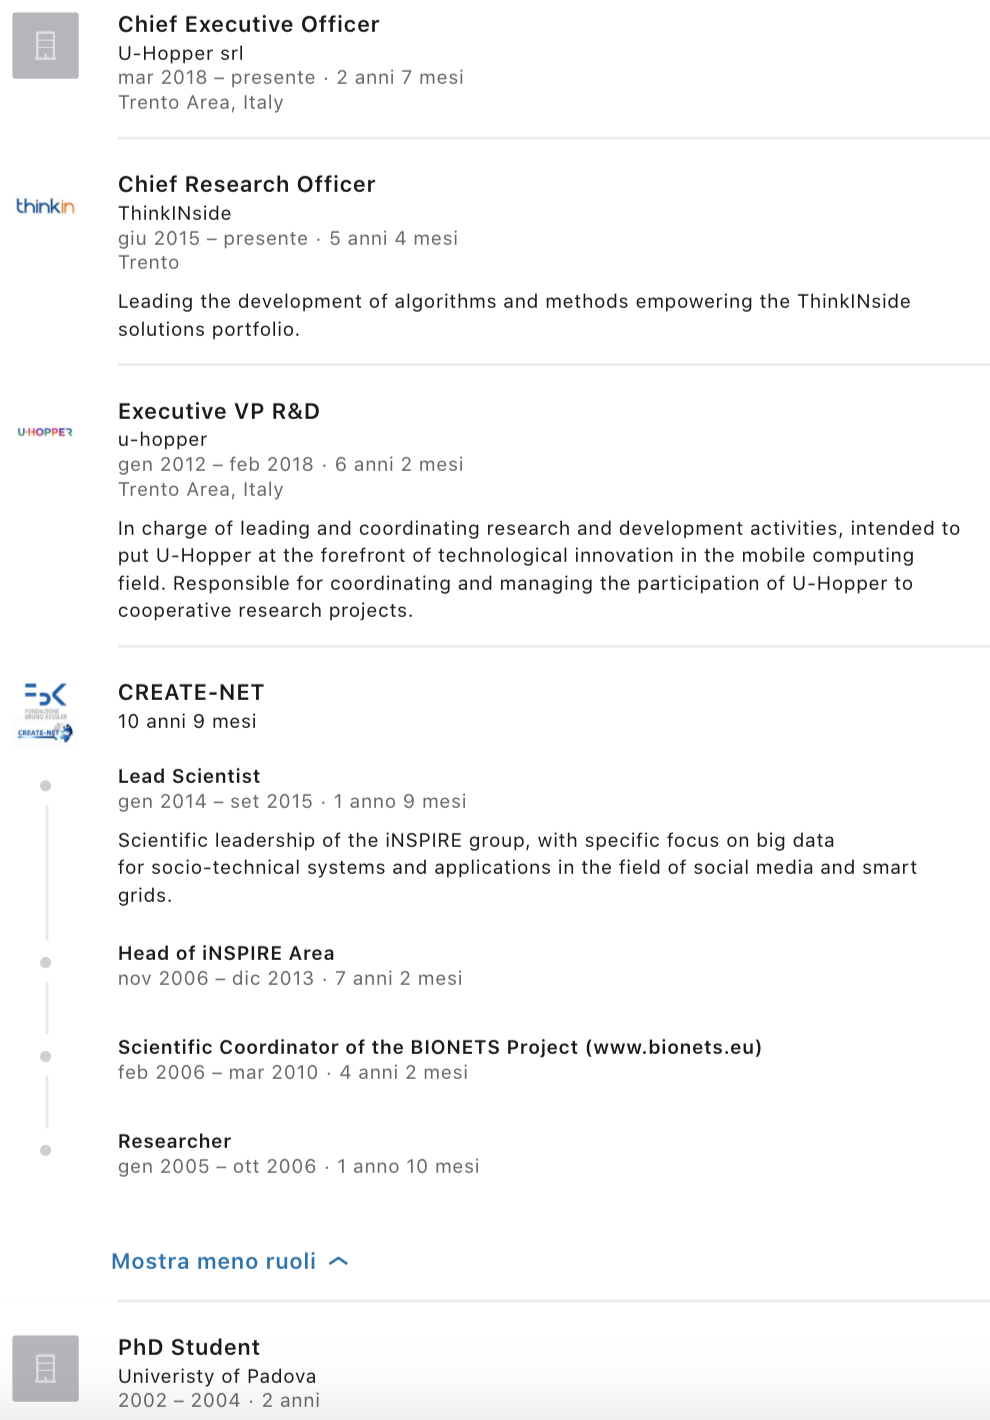 Chief Executive Officer
U-Hopper srl
mar 2018 – presente · 2 anni 7 mesi
Trento Area, Italy
thinkin
Chief Research Officer
ThinkINside
giu 2015 – presente · 5 anni 4 mesi
Trento
Leading the development of algorithms and methods empowering the ThinkINside
solutions portfolio.
U·HOPPER
Executive VP R&D
u-hopper
gen 2012 – feb 2018 · 6 anni 2 mesi
Trento Area, Italy
In charge of leading and coordinating research and development activities, intended to
put U-Hopper at the forefront of technological innovation in the mobile computing
field. Responsible for coordinating and managing the participation of U-Hopper to
cooperative research projects.
FONDAZIONE
BRUNO KESSLER
CREATE-NET
CREATE-NET
10 anni 9 mesi
Lead Scientist
gen 2014 – set 2015 · 1 anno 9 mesi
Scientific leadership of the iNSPIRE group, with specific focus on big data
for socio-technical systems and applications in the field of social media and smart
grids.
Head of iNSPIRE Area
nov 2006 – dic 2013 · 7 anni 2 mesi
Scientific Coordinator of the BIONETS Project (www.bionets.eu)
feb 2006 – mar 2010 · 4 anni 2 mesi
Researcher
gen 2005 – ott 2006 · 1 anno 10 mesi
Mostra meno ruoli
PhD Student
Univeristy of Padova
2002 – 2004 · 2 anni